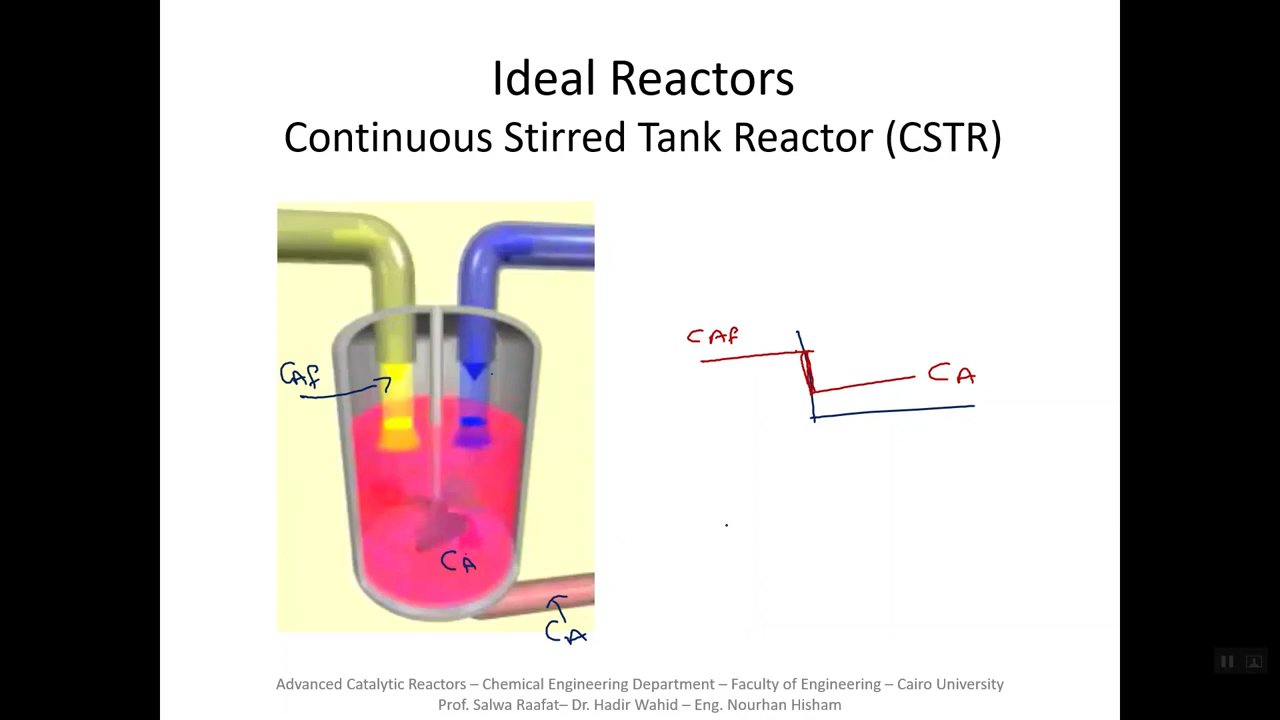 Ideal Reactors
Continuous Stirred Tank Reactor (CSTR)
CAf
CAf
CA
CA
CA
Advanced Catalytic Reactors – Chemical Engineering Department – Faculty of Engineering – Cairo University
Prof. Salwa Raafat– Dr. Hadir Wahid – Eng. Nourhan Hisham